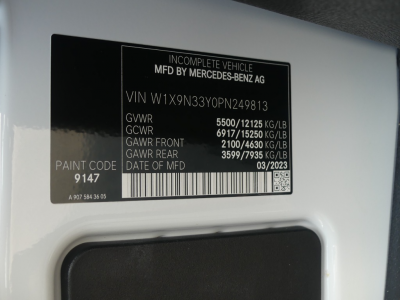 INCOMPLETE VEHICLE
MFD BY MERCEDES-BENZ AG
VIN W1X9N33Y0PN249813
GVWR 5500/12125 KG/LB
GCWR 6917/15250 KG/LB
GAWR FRONT 2100/4630 KG/LB
GAWR REAR 3599/7935 KG/LB
DATE OF MFD 03/2023
PAINT CODE
9147
A 907 584 36 05